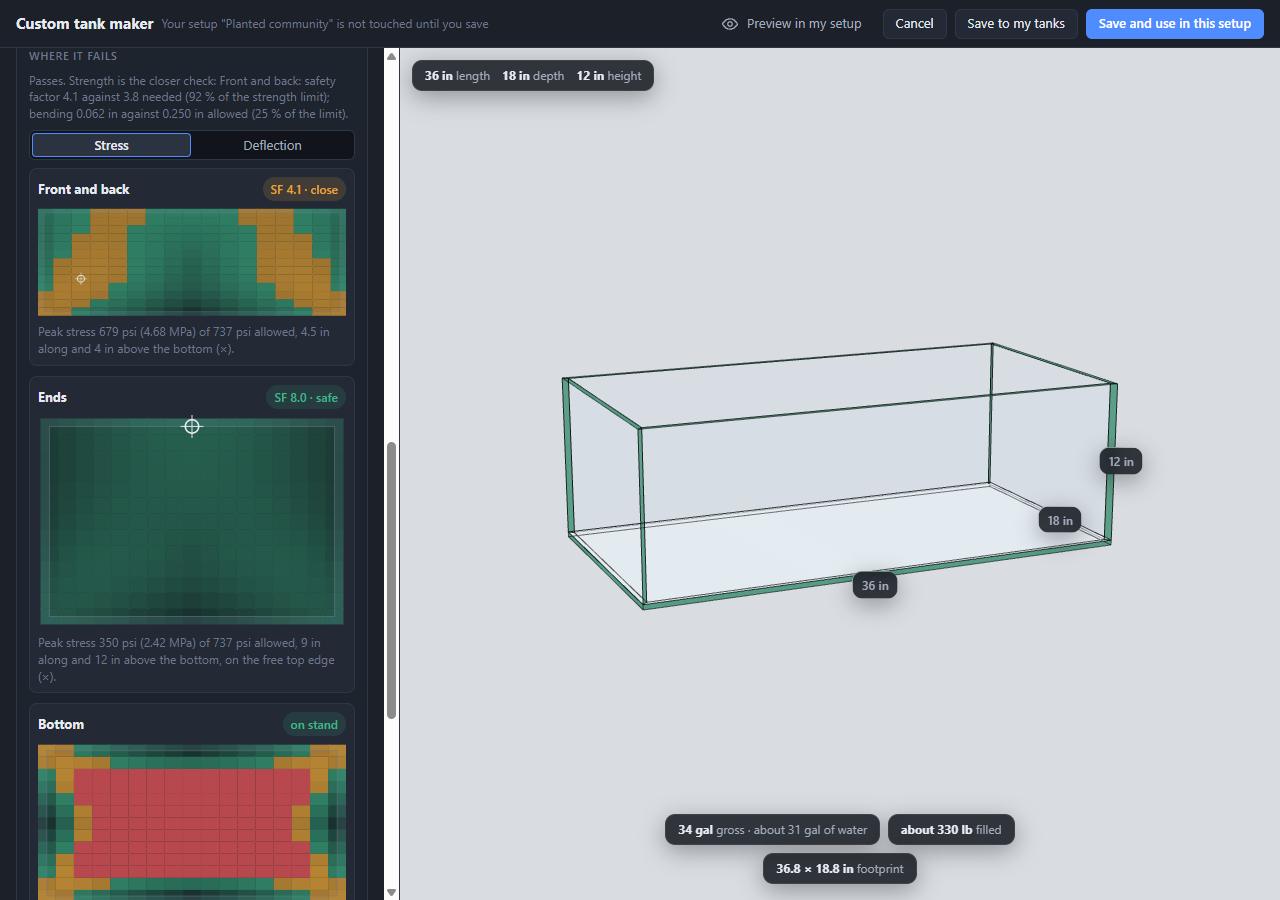 Custom tank maker
Your setup "Planted community" is not touched until you save
Preview in my setup
Cancel
Save to my tanks
Save and use in this setup
WHERE IT FAILS
Passes. Strength is the closer check: Front and back: safety
factor 4.1 against 3.8 needed (92 % of the strength limit);
bending 0.062 in against 0.250 in allowed (25 % of the limit).
Stress
Deflection
Front and back
SF 4.1 · close
Peak stress 679 psi (4.68 MPa) of 737 psi allowed, 4.5 in
along and 4 in above the bottom (×).
Ends
SF 8.0 · safe
Peak stress 350 psi (2.42 MPa) of 737 psi allowed, 9 in
along and 12 in above the bottom, on the free top edge
(×).
Bottom
on stand
36 in length 18 in depth 12 in height
12 in
18 in
36 in
34 gal gross · about 31 gal of water
about 330 lb filled
36.8 × 18.8 in footprint